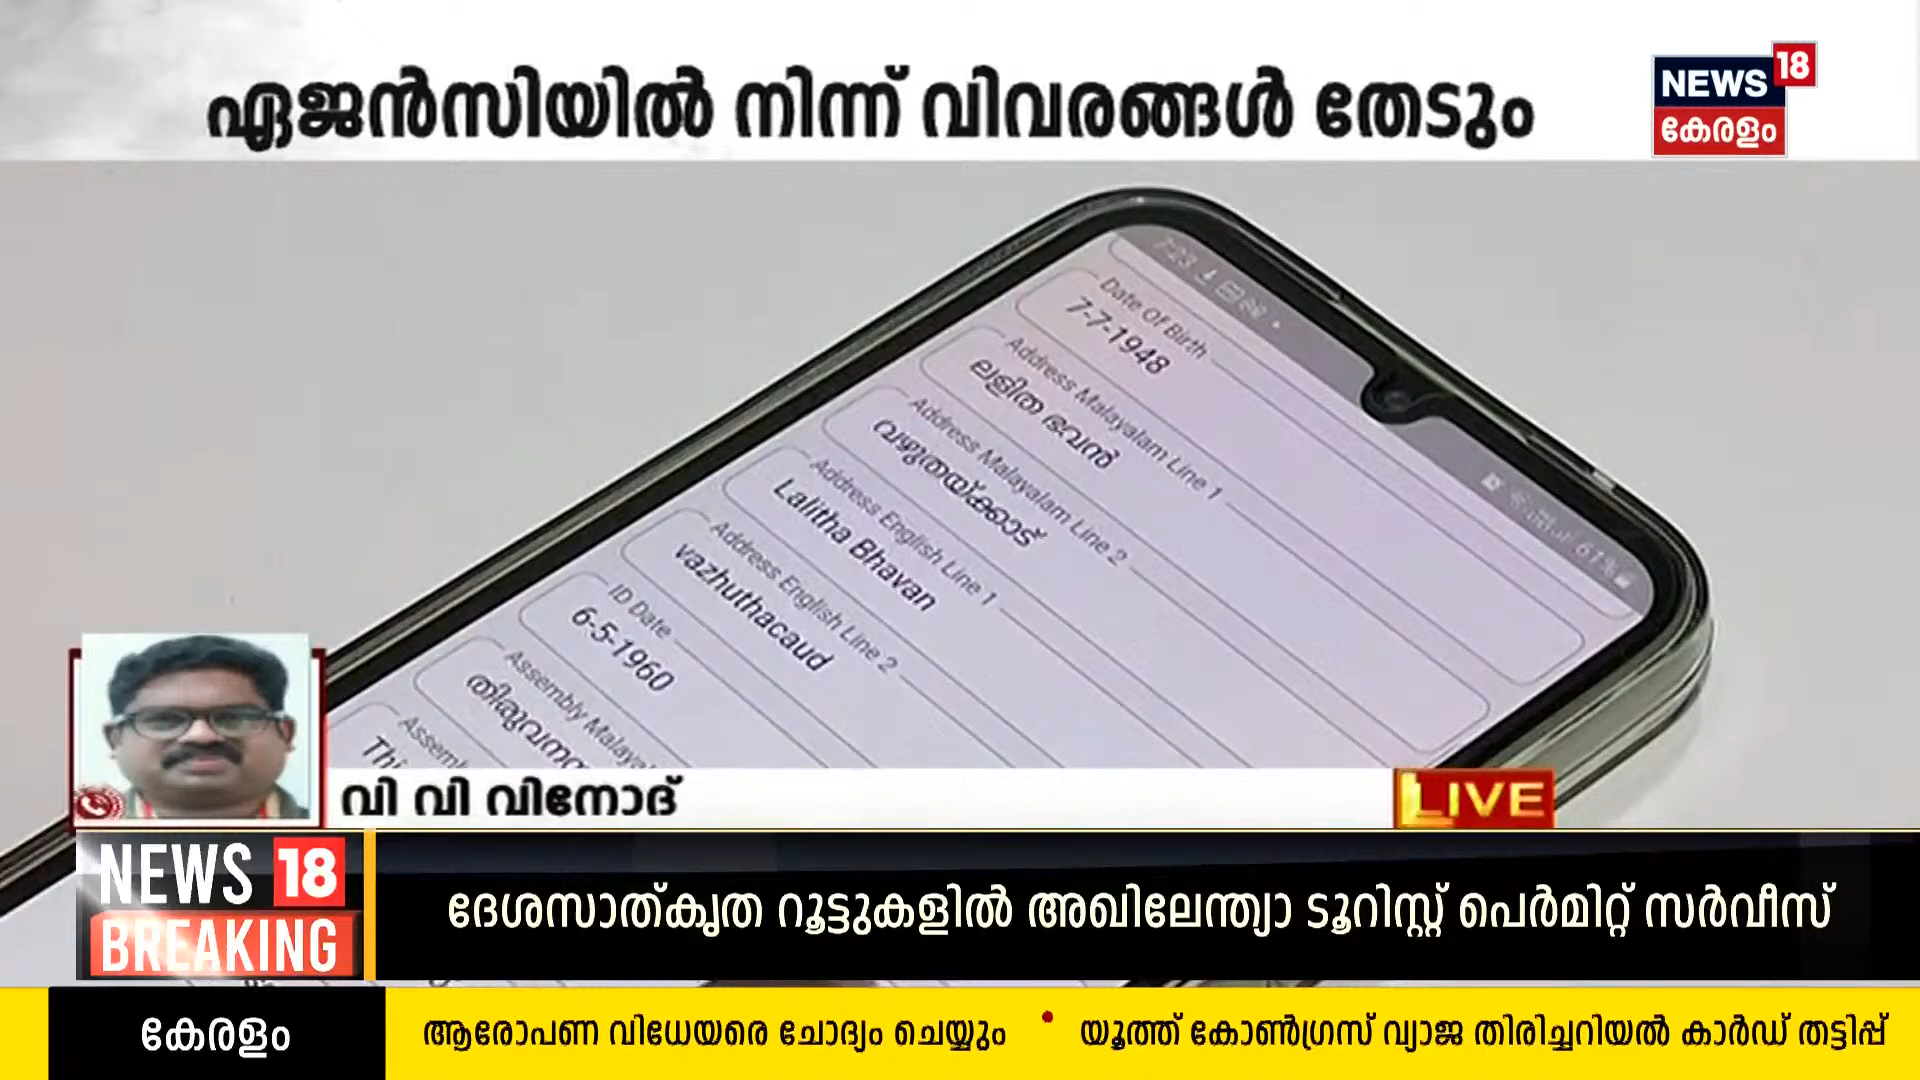 ഏജൻസിയിൽ നിന്ന് വിവരങ്ങൾ തേടും
NEWS 18
കേരളം
7:23
Date Of Birth
7-7-1948
Address Malayalam Line 1
ലളിത ഭവൻ
Address Malayalam Line 2
വഴുതയ്ക്കാട്
Address English Line 1
Lalitha Bhavan
Address English Line 2
vazhuthacaud
ID Date
6-5-1960
67%
വി വി വിനോദ്
LIVE
NEWS 18
BREAKING
ദേശസാത്കൃത റൂട്ടുകളിൽ അഖിലേന്ത്യാ ടൂറിസ്റ്റ് പെർമിറ്റ് സർവീസ്
കേരളം
ആരോപണ വിധേയരെ ചോദ്യം ചെയ്യും • യൂത്ത് കോൺഗ്രസ് വ്യാജ തിരിച്ചറിയൽ കാർഡ് തട്ടിപ്പ്